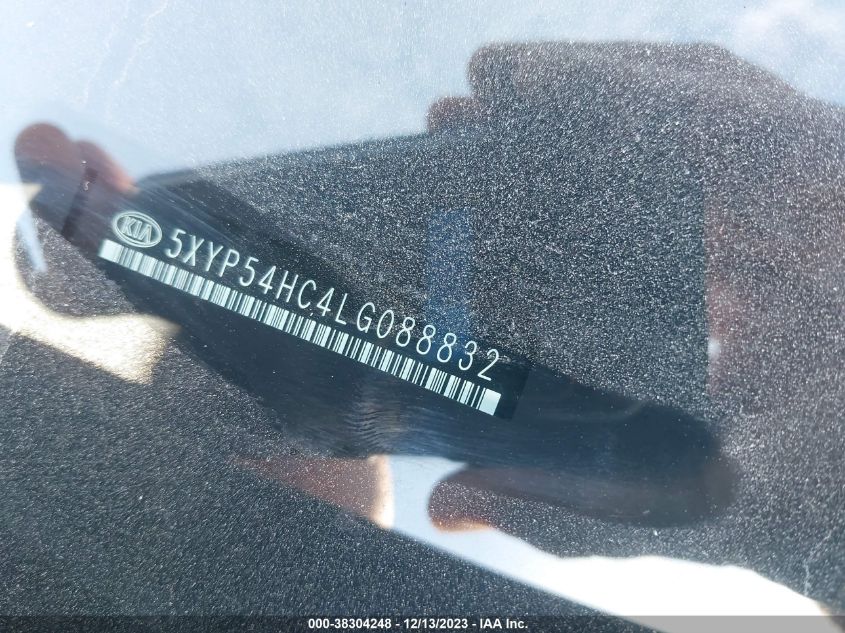 KIA 5XYP54HC4LG088832
000-38304248 - 12/13/2023 - IAA Inc.